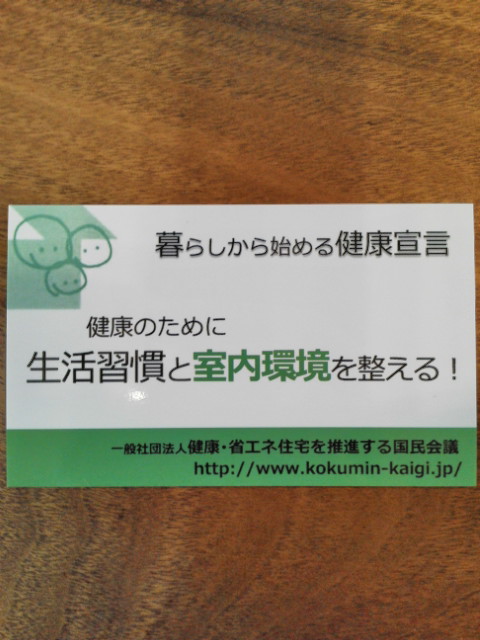 暮らしから始める健康宣言
健康のために
生活習慣と室内環境を整える！
一般社団法人健康・省エネ住宅を推進する国民会議
http://www.kokumin-kaigi.jp/